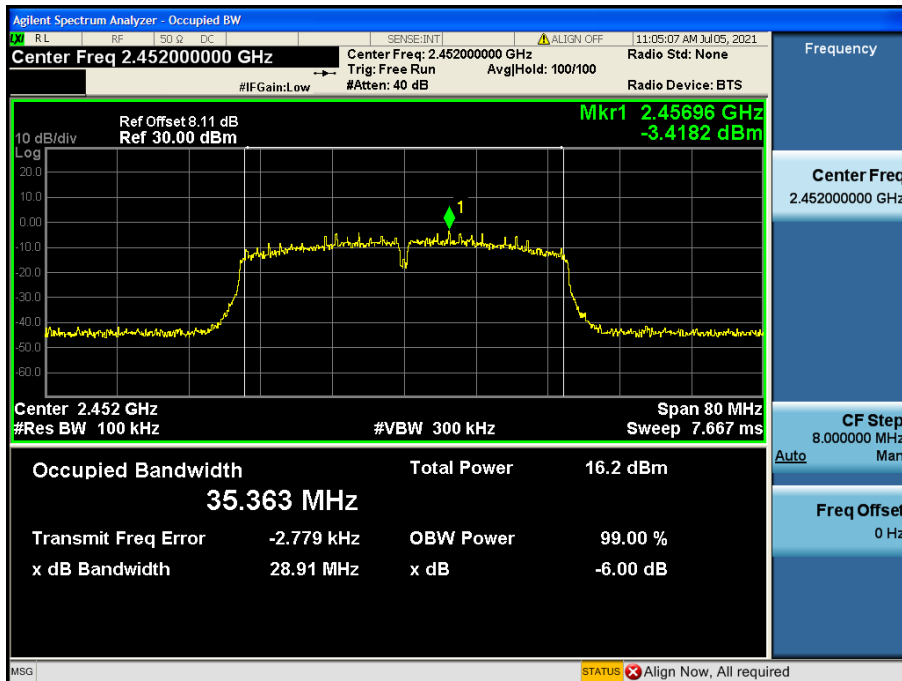 Agilent Spectrum Analyzer - Occupied BW
LXI RL RF 50 Ω DC SENSE:INT ALIGN OFF 11:05:07 AM Jul 05, 2021
Center Freq 2.452000000 GHz
Center Freq: 2.452000000 GHz Radio Std: None
Trig: Free Run Avg|Hold: 100/100
#IFGain:Low #Atten: 40 dB Radio Device: BTS
Frequency
Mkr1 2.45696 GHz
-3.4182 dBm
Ref Offset 8.11 dB
10 dB/div Ref 30.00 dBm
Log
20.0
10.0
0.00
-10.0
-20.0
-30.0
-40.0
-50.0
-60.0
1
Center 2.452 GHz Span 80 MHz
#Res BW 100 kHz #VBW 300 kHz Sweep 7.667 ms
Occupied Bandwidth Total Power 16.2 dBm
35.363 MHz
Transmit Freq Error -2.779 kHz OBW Power 99.00 %
x dB Bandwidth 28.91 MHz x dB -6.00 dB
Center Freq
2.452000000 GHz
CF Step
8.000000 MHz
Auto Man
Freq Offset
0 Hz
MSG STATUS Align Now, All required